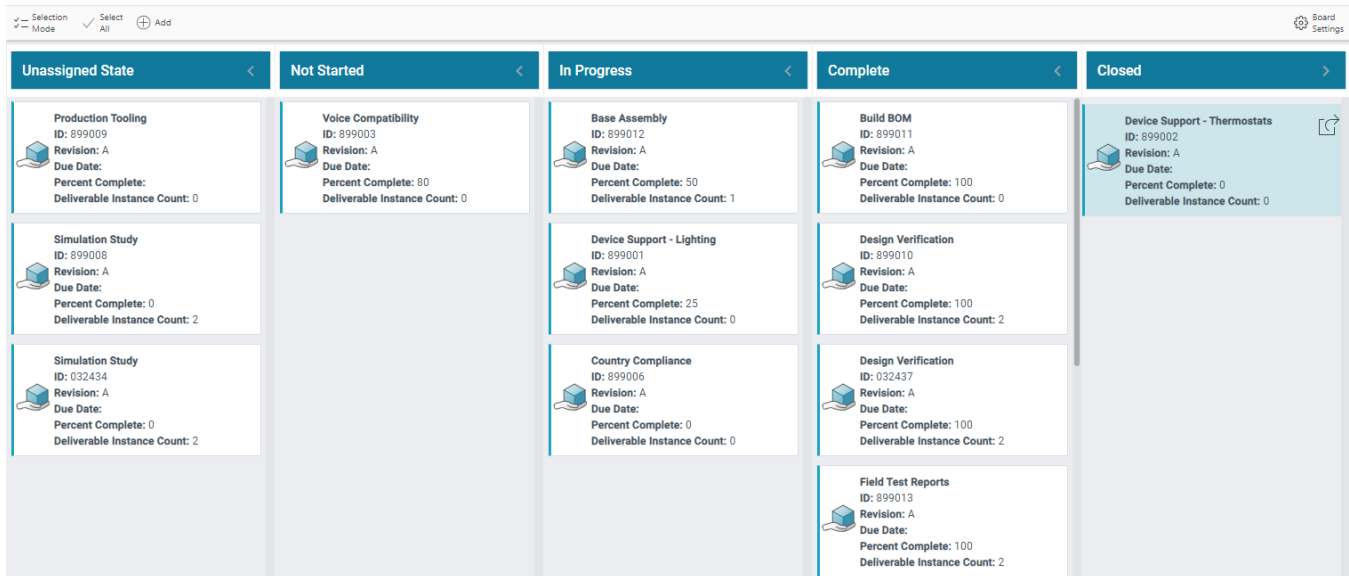 Selection
Mode
Select
All
Add
Board
Settings
Unassigned State
Production Tooling
ID: 899009
Revision: A
Due Date:
Percent Complete:
Deliverable Instance Count: 0
Simulation Study
ID: 899008
Revision: A
Due Date:
Percent Complete: 0
Deliverable Instance Count: 2
Simulation Study
ID: 032434
Revision: A
Due Date:
Percent Complete: 0
Deliverable Instance Count: 2
Not Started
Voice Compatibility
ID: 899003
Revision: A
Due Date:
Percent Complete: 80
Deliverable Instance Count: 0
In Progress
Base Assembly
ID: 899012
Revision: A
Due Date:
Percent Complete: 50
Deliverable Instance Count: 1
Device Support - Lighting
ID: 899001
Revision: A
Due Date:
Percent Complete: 25
Deliverable Instance Count: 0
Country Compliance
ID: 899006
Revision: A
Due Date:
Percent Complete: 0
Deliverable Instance Count: 0
Complete
Build BOM
ID: 899011
Revision: A
Due Date:
Percent Complete: 100
Deliverable Instance Count: 0
Design Verification
ID: 899010
Revision: A
Due Date:
Percent Complete: 100
Deliverable Instance Count: 2
Design Verification
ID: 032437
Revision: A
Due Date:
Percent Complete: 100
Deliverable Instance Count: 2
Field Test Reports
ID: 899013
Revision: A
Due Date:
Percent Complete: 100
Deliverable Instance Count: 2
Closed
Device Support - Thermostats
ID: 899002
Revision: A
Due Date:
Percent Complete: 0
Deliverable Instance Count: 0